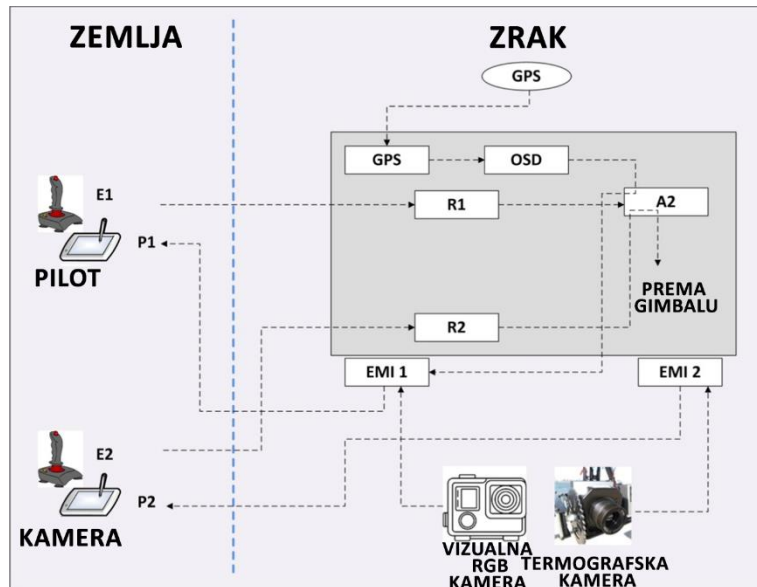 ZEMLJA
ZRAK
GPS
GPS
OSD
E1
R1
A2
P1
PILOT
PREMA
GIMBALU
R2
EMI 1
EMI 2
E2
P2
KAMERA
VIZUALNA
RGB
KAMERA
TERMOGRAFSKA
KAMERA